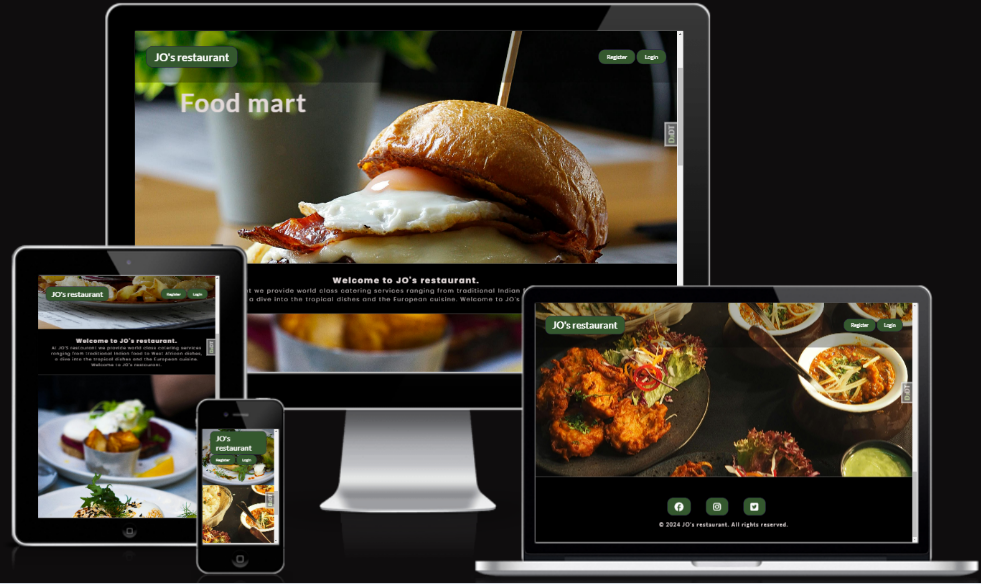 JO's restaurant
Register
Login
Food mart
Welcome to JO's restaurant.
we provide world class catering services ranging from traditional Indian
a dive into the tropical dishes and the European cuisine. Welcome to JO's
JO's restaurant
Register
Login
Welcome to JO's restaurant.
At JO'S restaurant we provide world class catering services
ranging from traditional Indian food to West African dishes,
a dive into the tropical dishes and the European cuisine.
Welcome to JO's restaurant.
JO's
restaurant
Register
Login
JO's restaurant
Register
Login
© 2024 JO's restaurant. All rights reserved.